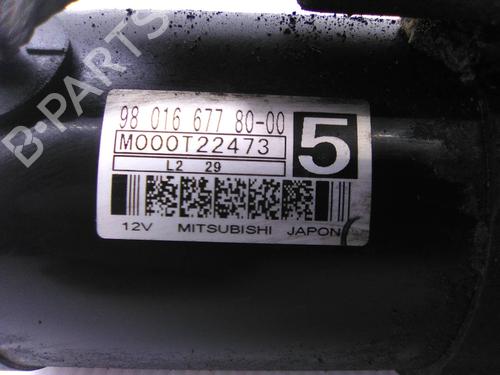 98 016 677 80-00
M000T22473
5
L2 29
12V MITSUBISHI JAPON
B-PARTS